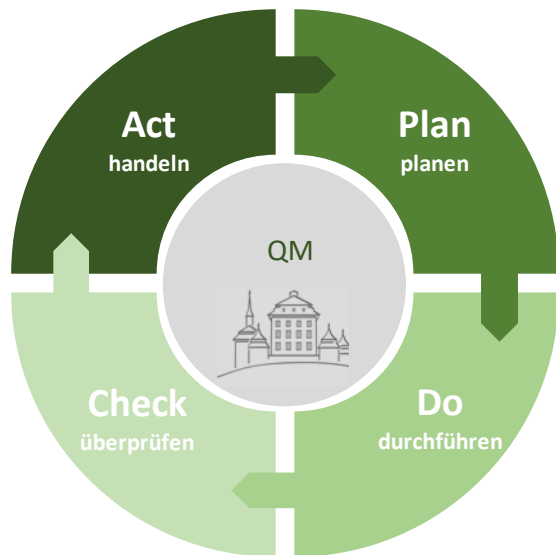 Act
handeln
Plan
planen
QM
Check
überprüfen
Do
durchführen